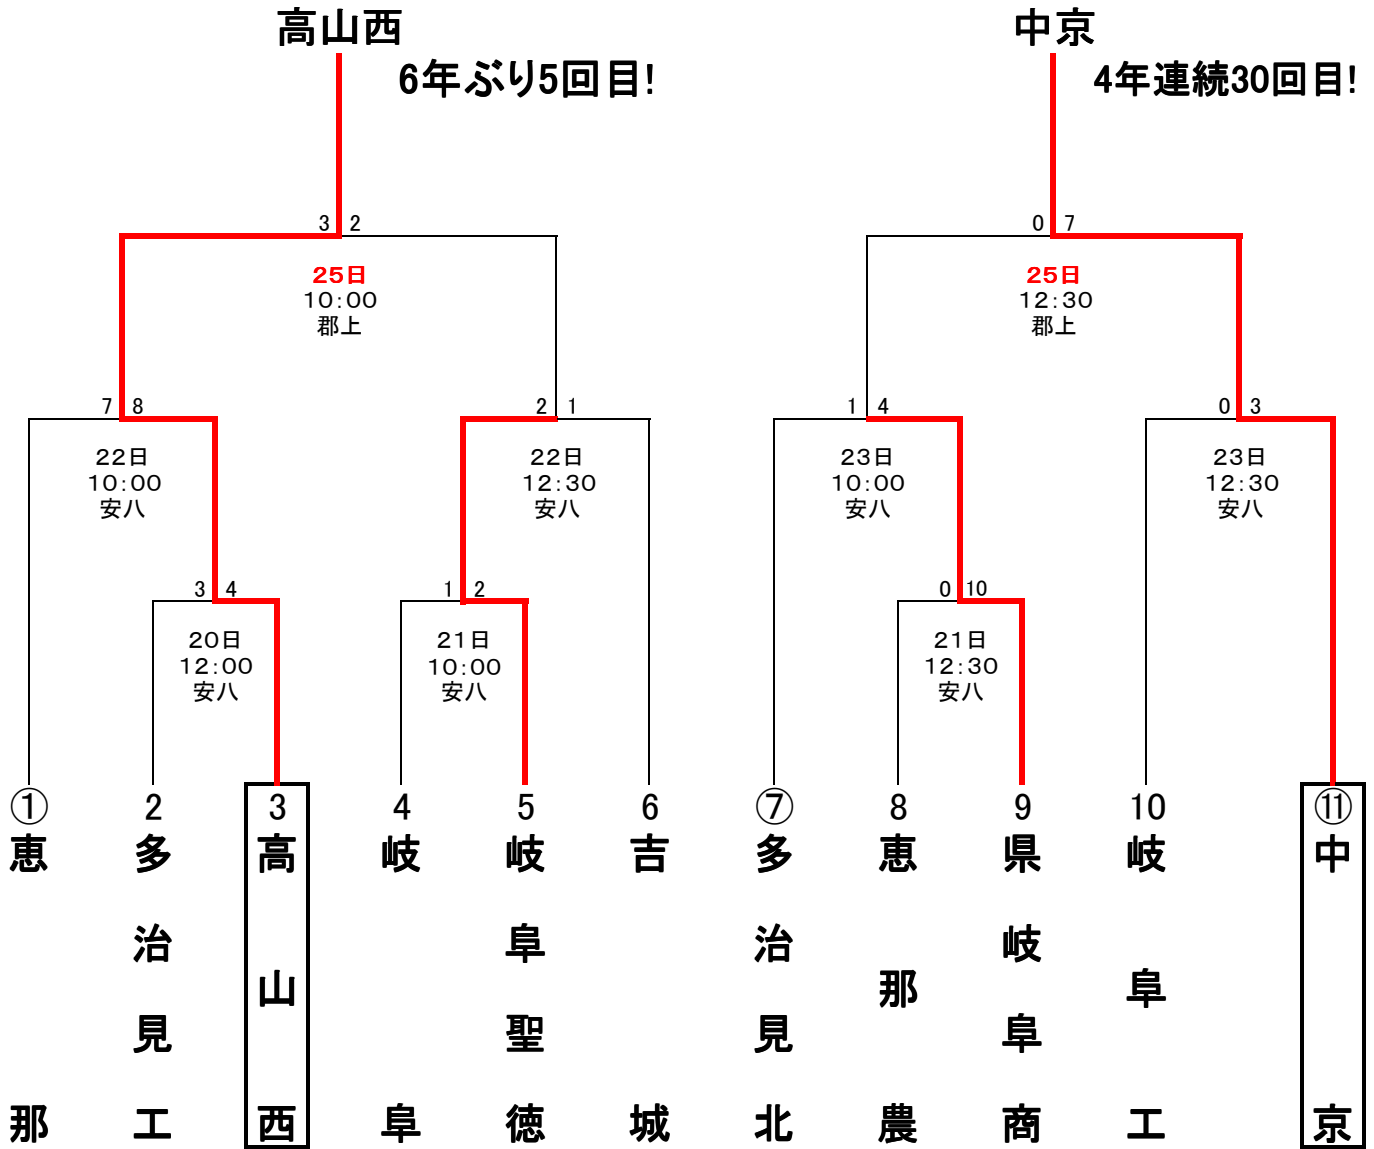 高山西
中京
6年ぶり5回目!
4年連続30回目!
3 2
0 7
25日
10:00
郡上
25日
12:30
郡上
7 8
2 1
1 4
0 3
22日
10:00
安八
22日
12:30
安八
23日
10:00
安八
23日
12:30
安八
3 4
1 2
0 10
20日
12:00
安八
21日
10:00
安八
21日
12:30
安八
① 恵那
2 多治見工
3 高山西
4 岐阜
5 岐阜聖徳
6 吉城
⑦ 多治見北
8 恵那農
9 県岐阜商
10 岐阜工
⑪ 中京